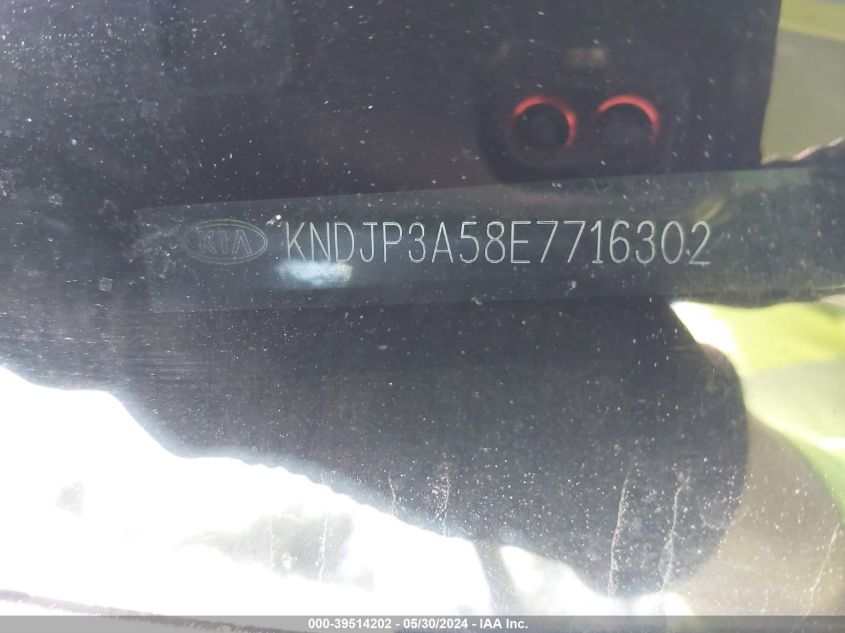 KIA KNDJP3A58E7716302
000-39514202 - 05/30/2024 - IAA Inc.